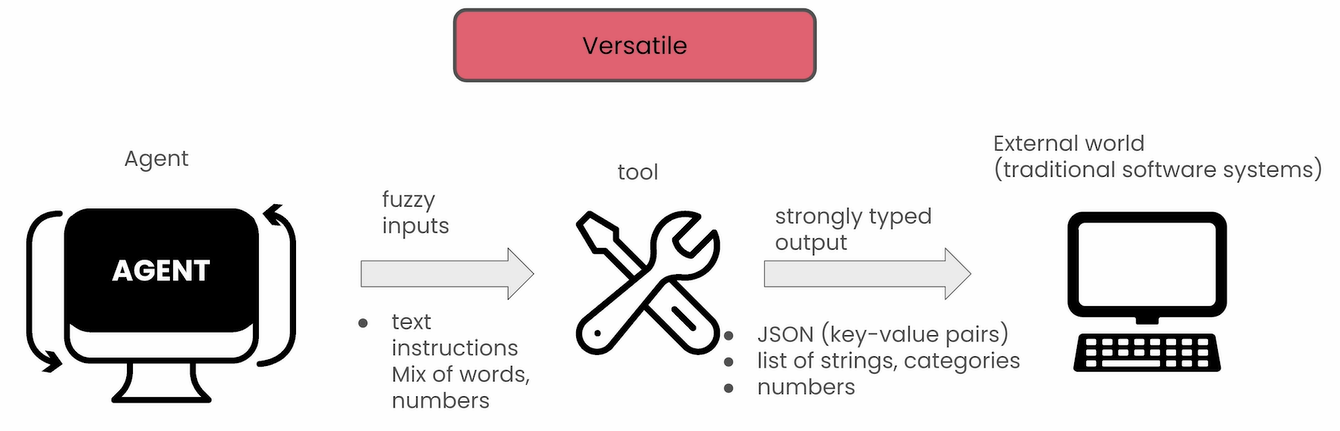 Versatile
Agent
AGENT
fuzzy
inputs
● text
instructions
Mix of words,
numbers
tool
strongly typed
output
● JSON (key-value pairs)
● list of strings, categories
● numbers
External world
(traditional software systems)